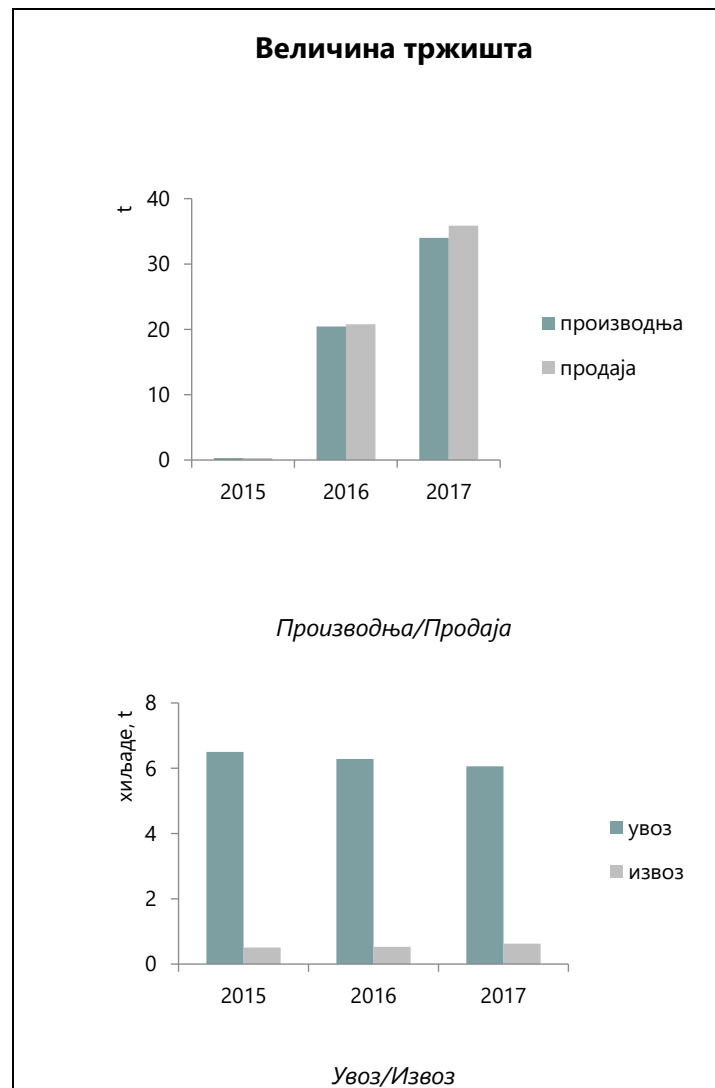 Величина тржишта
t
40
30
20
10
0
2015 2016 2017
производња
продаја
Производња/Продаја
хиљаде, t
8
6
4
2
0
2015 2016 2017
увоз
извоз
Увоз/Извоз